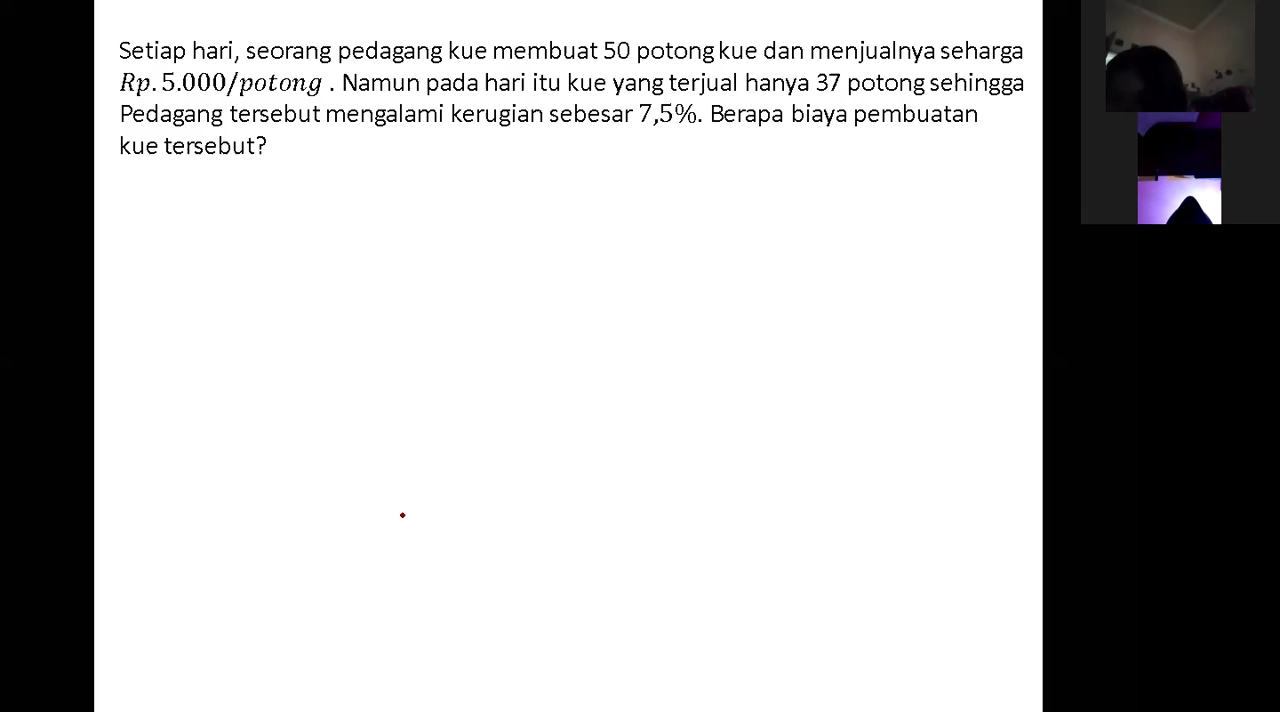 Setiap hari, seorang pedagang kue membuat 50 potong kue dan menjualnya seharga
Rp. 5.000/potong . Namun pada hari itu kue yang terjual hanya 37 potong sehingga
Pedagang tersebut mengalami kerugian sebesar 7,5%. Berapa biaya pembuatan
kue tersebut?